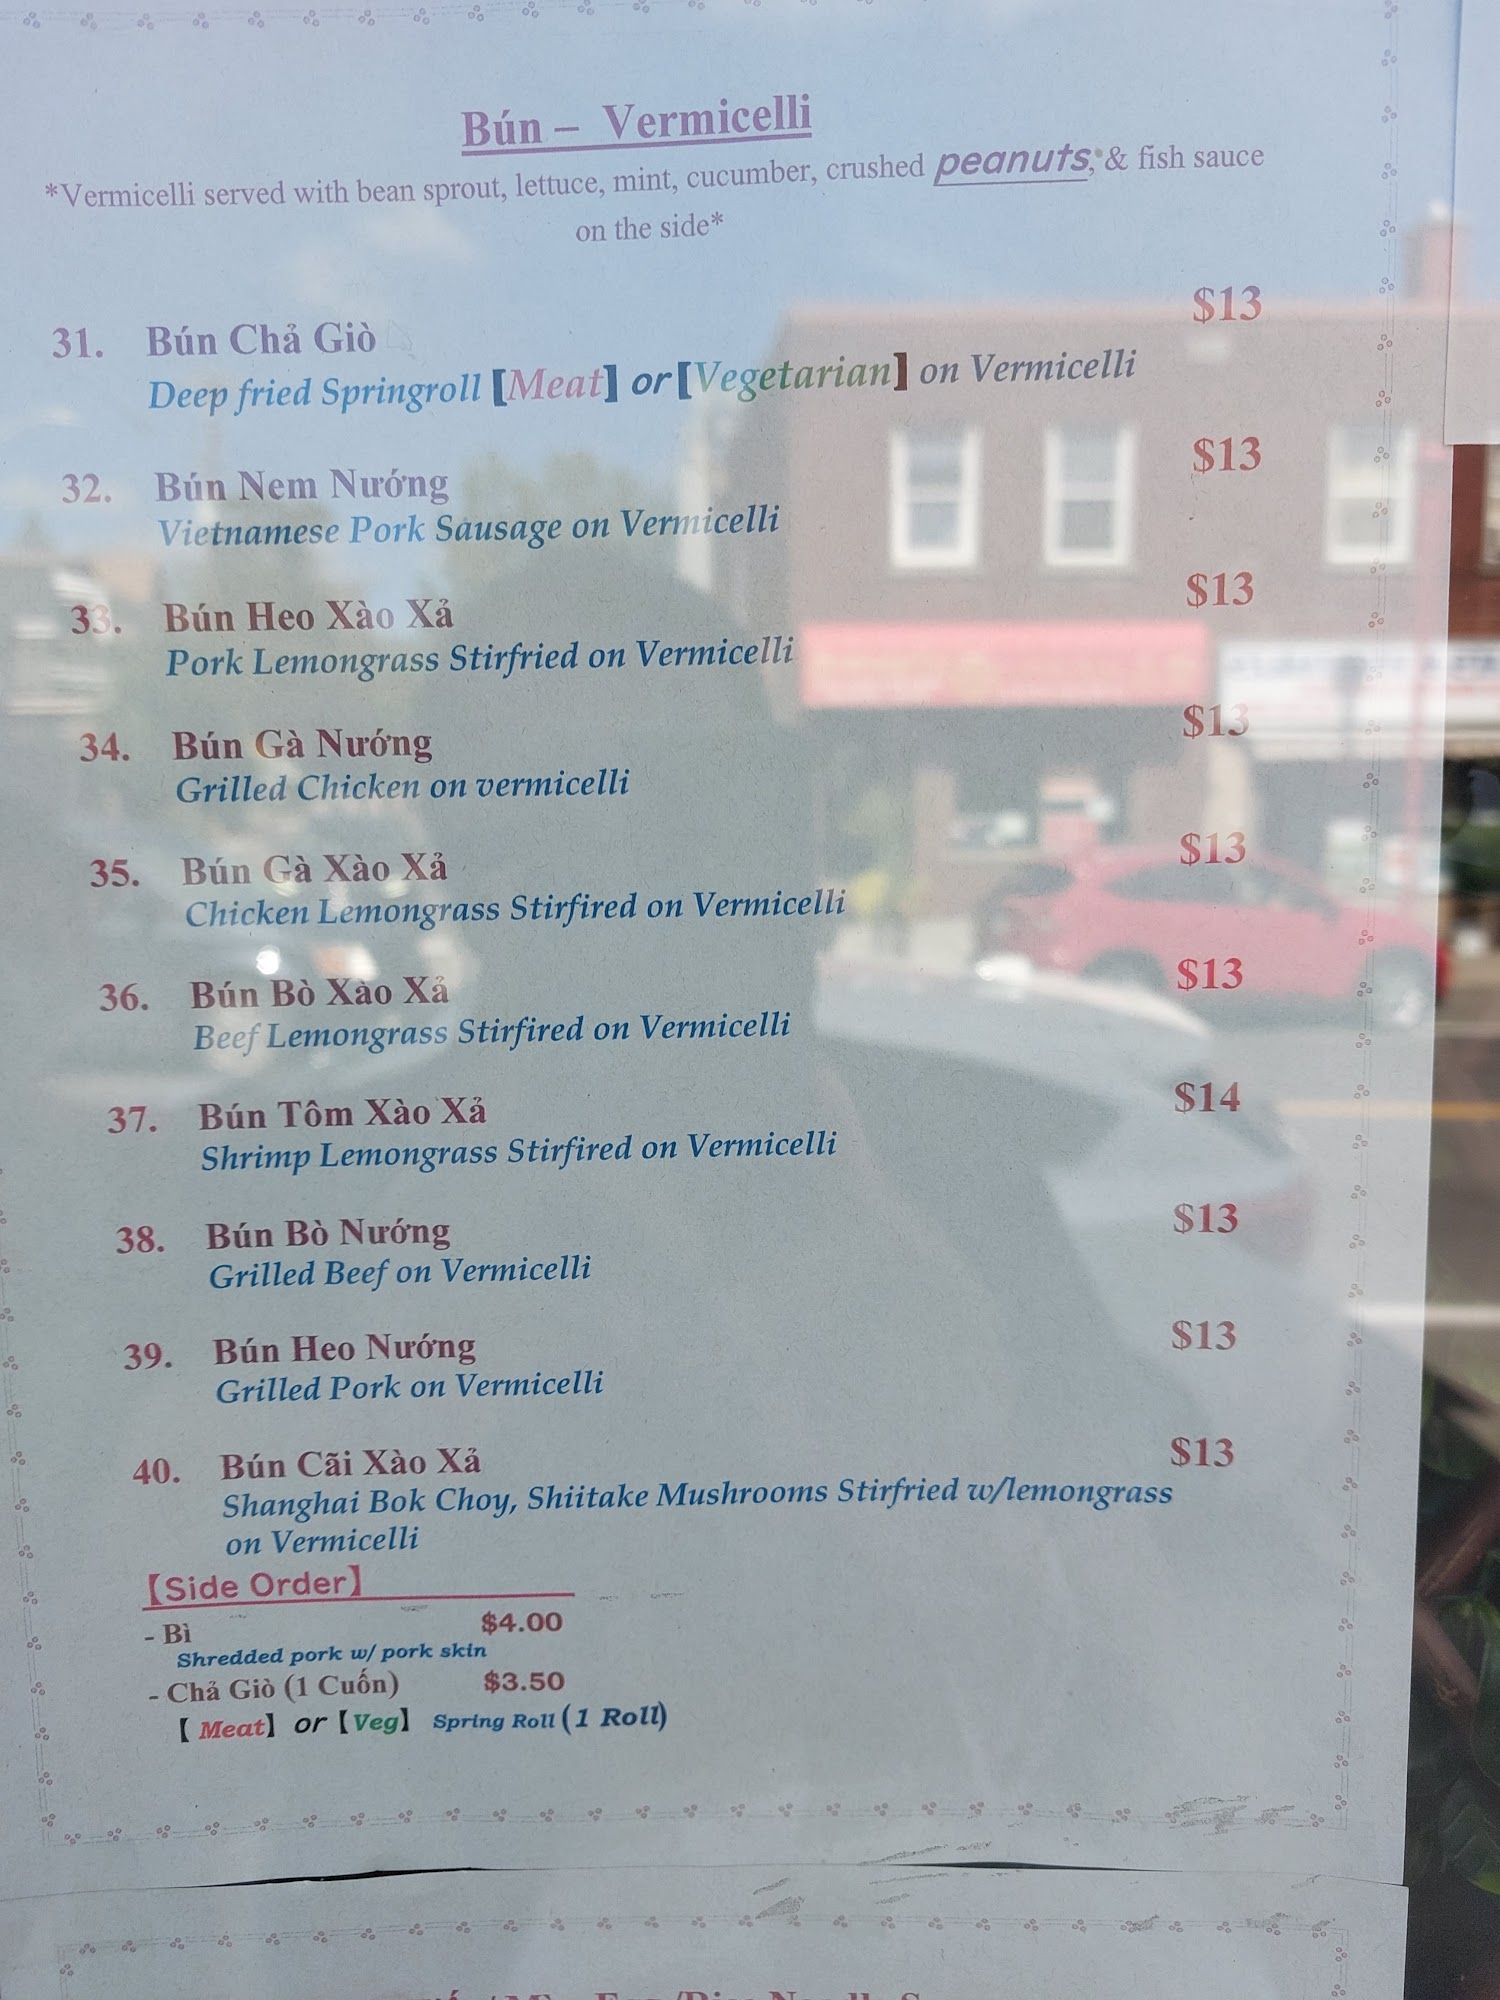 Bún – Vermicelli
*Vermicelli served with bean sprout, lettuce, mint, cucumber, crushed peanuts, & fish sauce
on the side*
31. Bún Chả Giò $13
Deep fried Springroll 【Meat】 or【Vegetarian】 on Vermicelli
32. Bún Nem Nướng $13
Vietnamese Pork Sausage on Vermicelli
33. Bún Heo Xào Xả $13
Pork Lemongrass Stirfried on Vermicelli
34. Bún Gà Nướng $13
Grilled Chicken on vermicelli
35. Bún Gà Xào Xả $13
Chicken Lemongrass Stirfired on Vermicelli
36. Bún Bò Xào Xả $13
Beef Lemongrass Stirfired on Vermicelli
37. Bún Tôm Xào Xả $14
Shrimp Lemongrass Stirfired on Vermicelli
38. Bún Bò Nướng $13
Grilled Beef on Vermicelli
39. Bún Heo Nướng $13
Grilled Pork on Vermicelli
40. Bún Cãi Xào Xả $13
Shanghai Bok Choy, Shiitake Mushrooms Stirfried w/lemongrass
on Vermicelli
【Side Order】
- Bì $4.00
Shredded pork w/ pork skin
- Chả Giò (1 Cuốn) $3.50
【 Meat】 or【Veg】 Spring Roll (1 Roll)